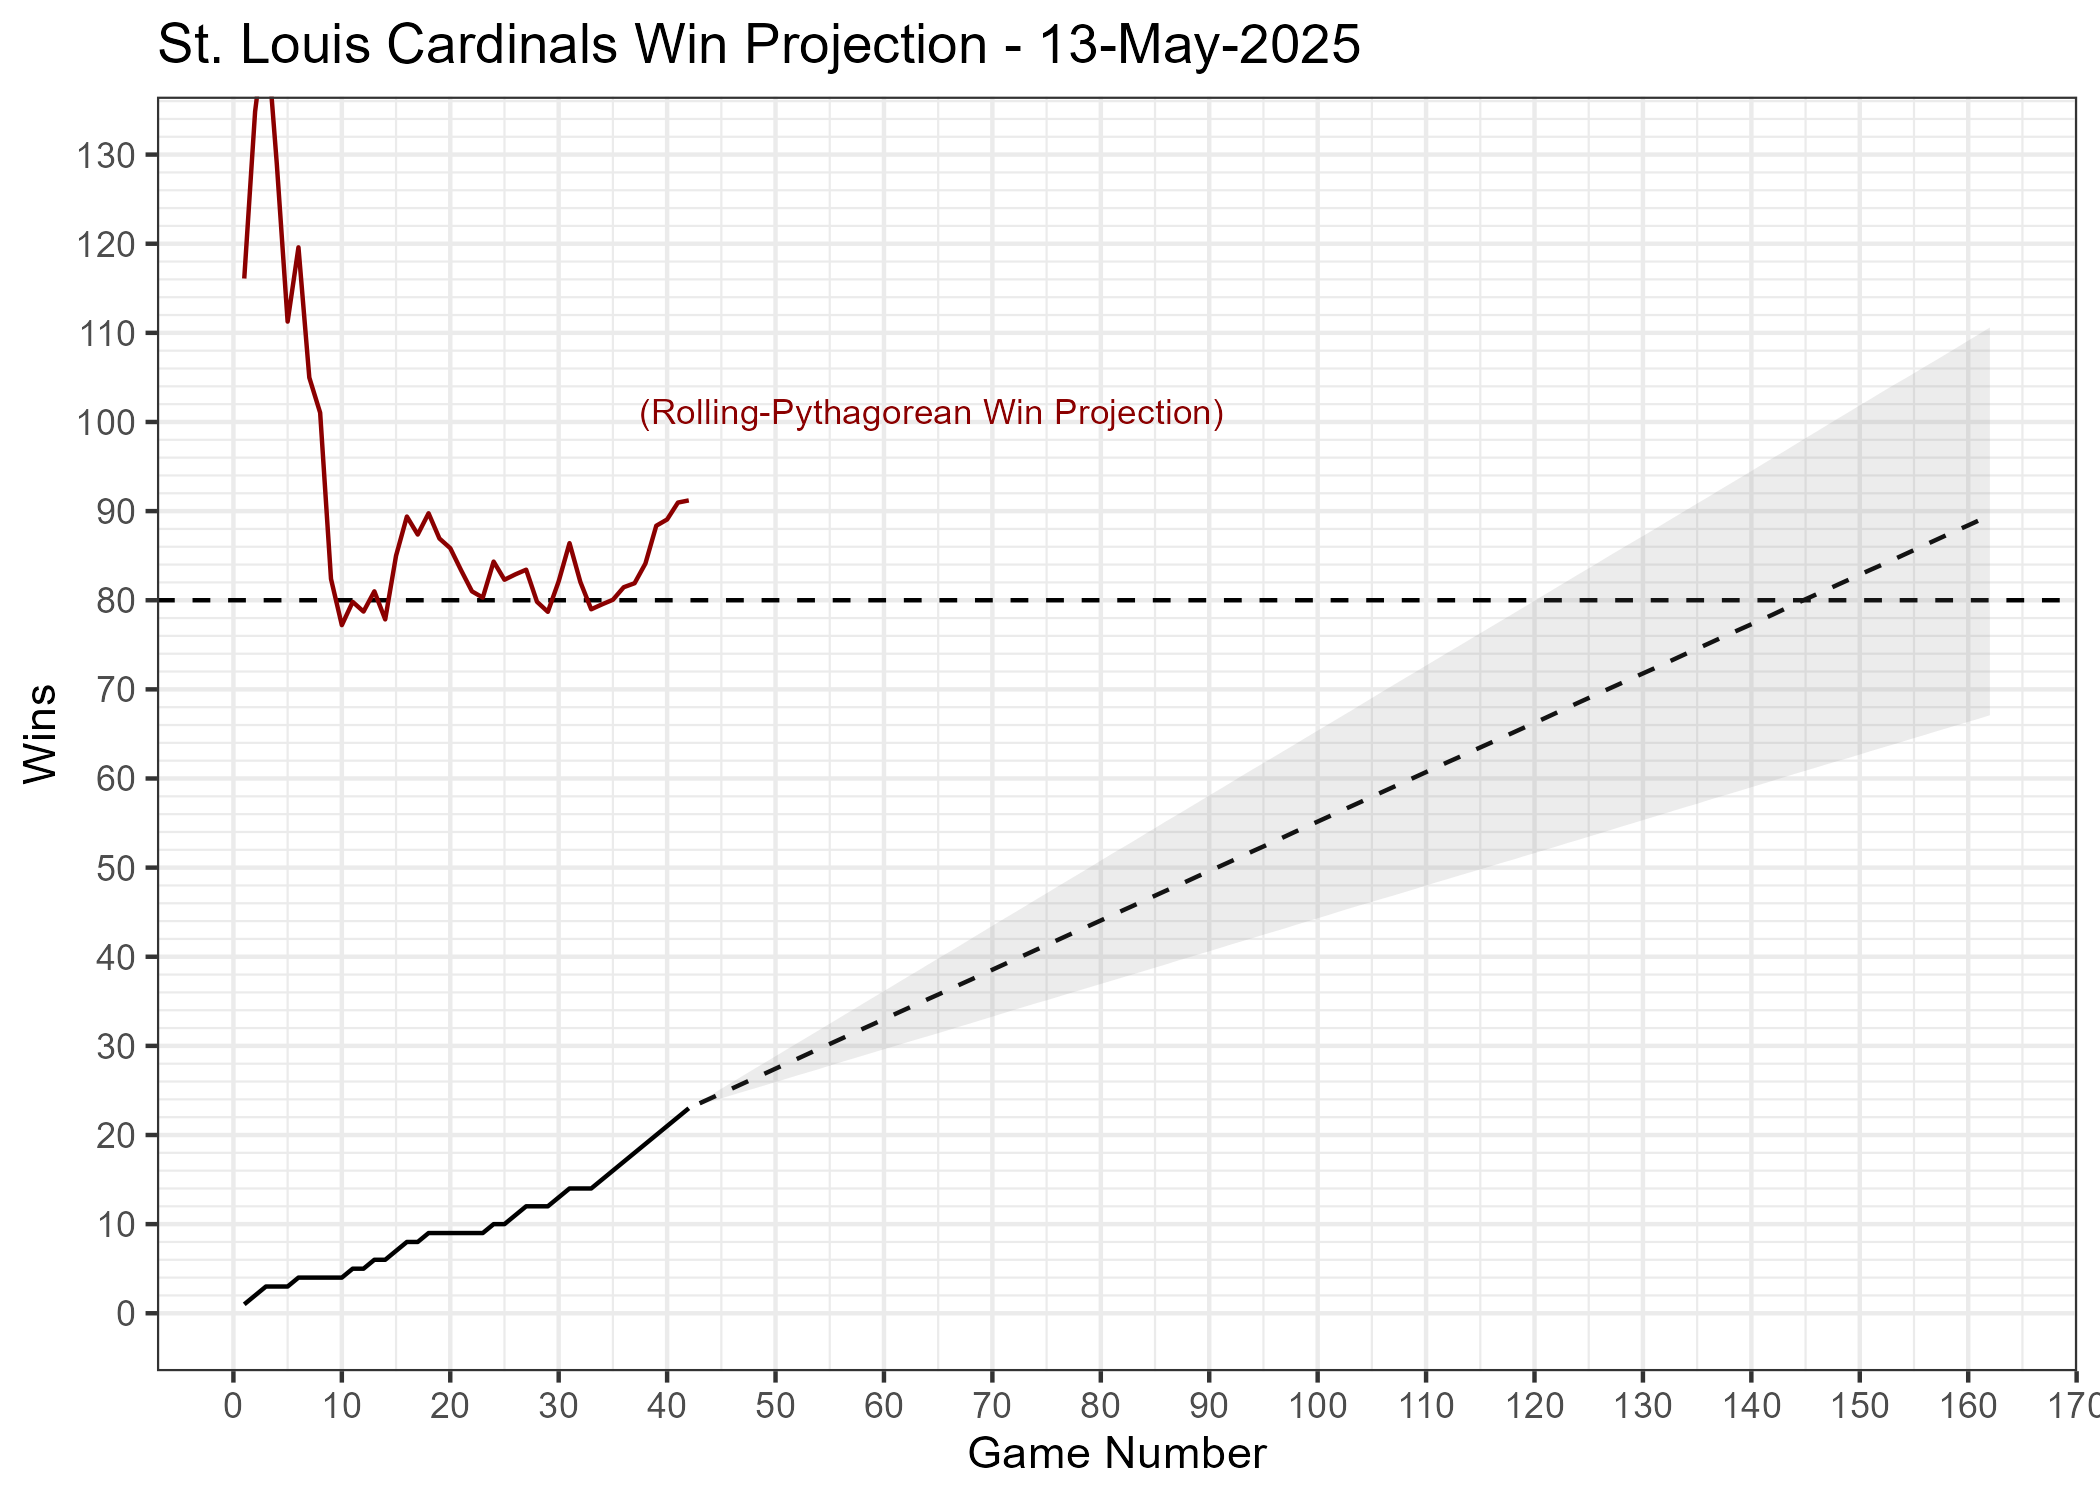 St. Louis Cardinals Win Projection - 13-May-2025
130
120
110
100
90
80
70
60
50
40
30
20
10
0
Wins
(Rolling-Pythagorean Win Projection)
0 10 20 30 40 50 60 70 80 90 100 110 120 130 140 150 160 170
Game Number